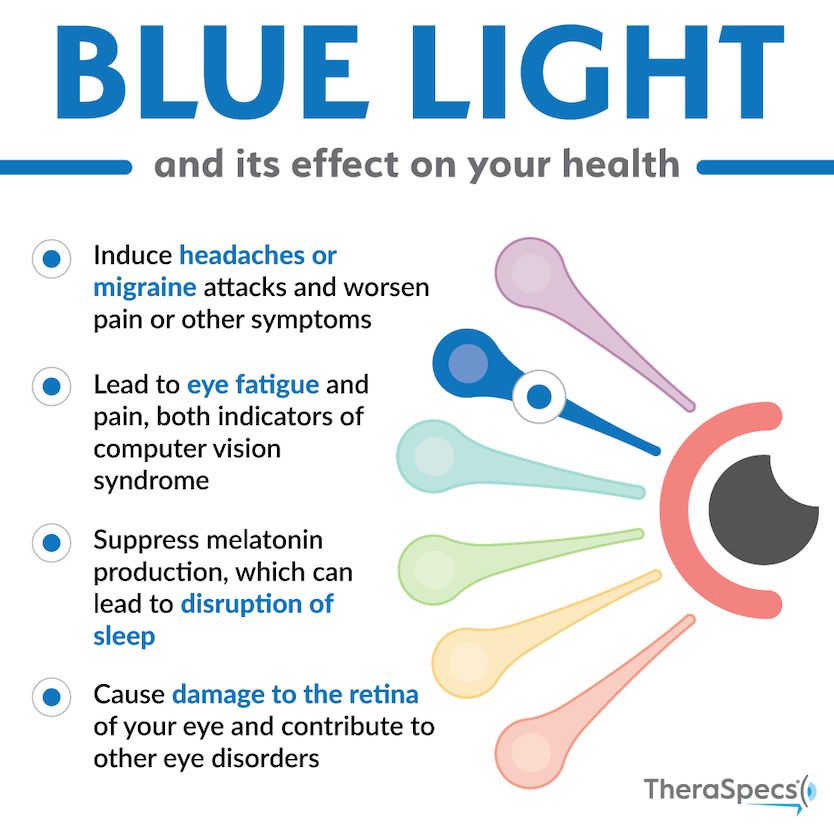 BLUE LIGHT
and its effect on your health
Induce headaches or
migraine attacks and worsen
pain or other symptoms
Lead to eye fatigue and
pain, both indicators of
computer vision
syndrome
Suppress melatonin
production, which can
lead to disruption of
sleep
Cause damage to the retina
of your eye and contribute to
other eye disorders
TheraSpecs®